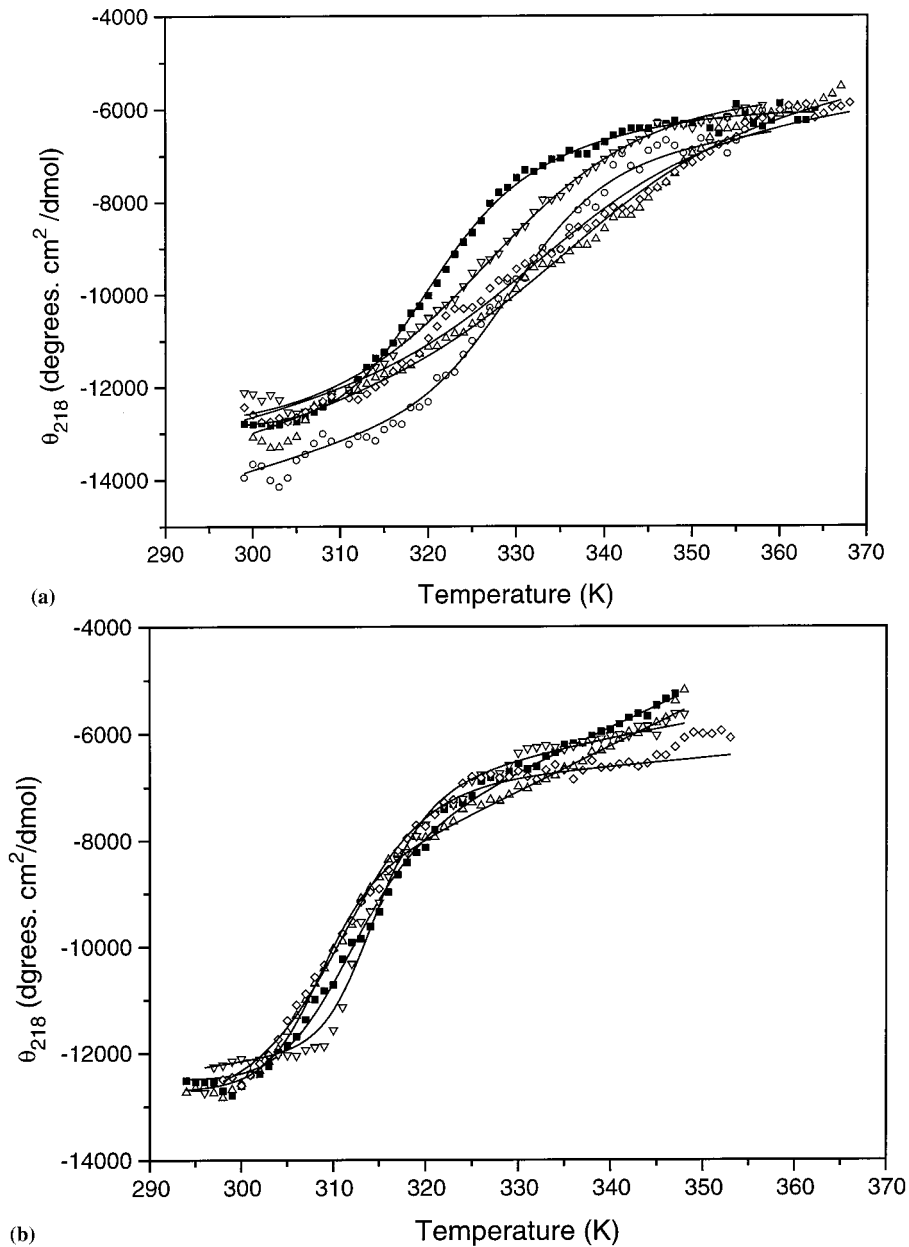 -4000
-6000
-8000
-10000
-12000
-14000
θ218 (degrees. cm2 /dmol)
290 300 310 320 330 340 350 360 370
Temperature (K)
(a)
-4000
-6000
-8000
-10000
-12000
-14000
θ218 (dgrees. cm2/dmol)
290 300 310 320 330 340 350 360 370
Temperature (K)
(b)